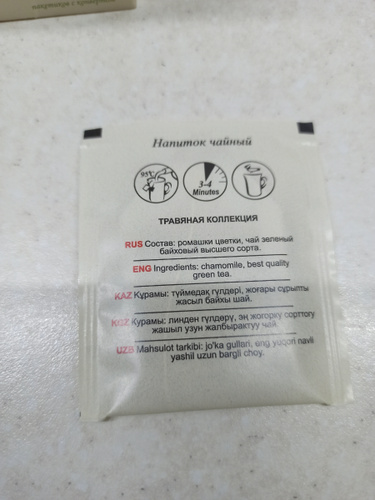 Напиток чайный
95°
3-4
Minutes
ТРАВЯНАЯ КОЛЛЕКЦИЯ
RUS Состав: ромашки цветки, чай зеленый
байховый высшего сорта.
ENG Ingredients: chamomile, best quality
green tea.
KAZ Құрамы: түймедақ гүлдері, жоғары сұрыпты
жасыл байхы шай.
KGZ Курамы: линден гүлдөрү, эң жогорку сорттогу
жашыл узун жалбырактуу чай.
UZB Mahsulot tarkibi: jo'ka gullari, eng yuqori navli
yashil uzun bargli choy.